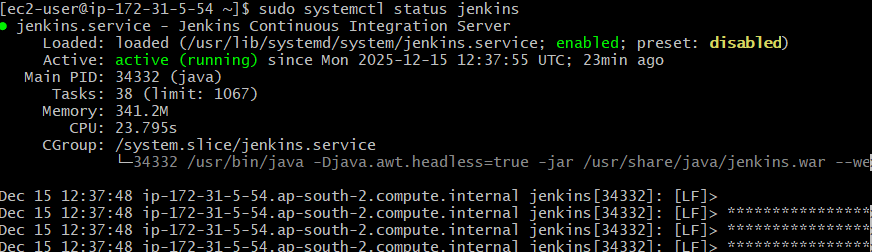 [ec2-user@ip-172-31-5-54 ~]$ sudo systemctl status jenkins
● jenkins.service - Jenkins Continuous Integration Server
     Loaded: loaded (/usr/lib/systemd/system/jenkins.service; enabled; preset: disabled)
     Active: active (running) since Mon 2025-12-15 12:37:55 UTC; 23min ago
   Main PID: 34332 (java)
      Tasks: 38 (limit: 1067)
     Memory: 341.2M
        CPU: 23.795s
     CGroup: /system.slice/jenkins.service
             └─34332 /usr/bin/java -Djava.awt.headless=true -jar /usr/share/java/jenkins.war --we
Dec 15 12:37:48 ip-172-31-5-54.ap-south-2.compute.internal jenkins[34332]: [LF]>
Dec 15 12:37:48 ip-172-31-5-54.ap-south-2.compute.internal jenkins[34332]: [LF]> ****************
Dec 15 12:37:48 ip-172-31-5-54.ap-south-2.compute.internal jenkins[34332]: [LF]> ****************
Dec 15 12:37:48 ip-172-31-5-54.ap-south-2.compute.internal jenkins[34332]: [LF]> ****************